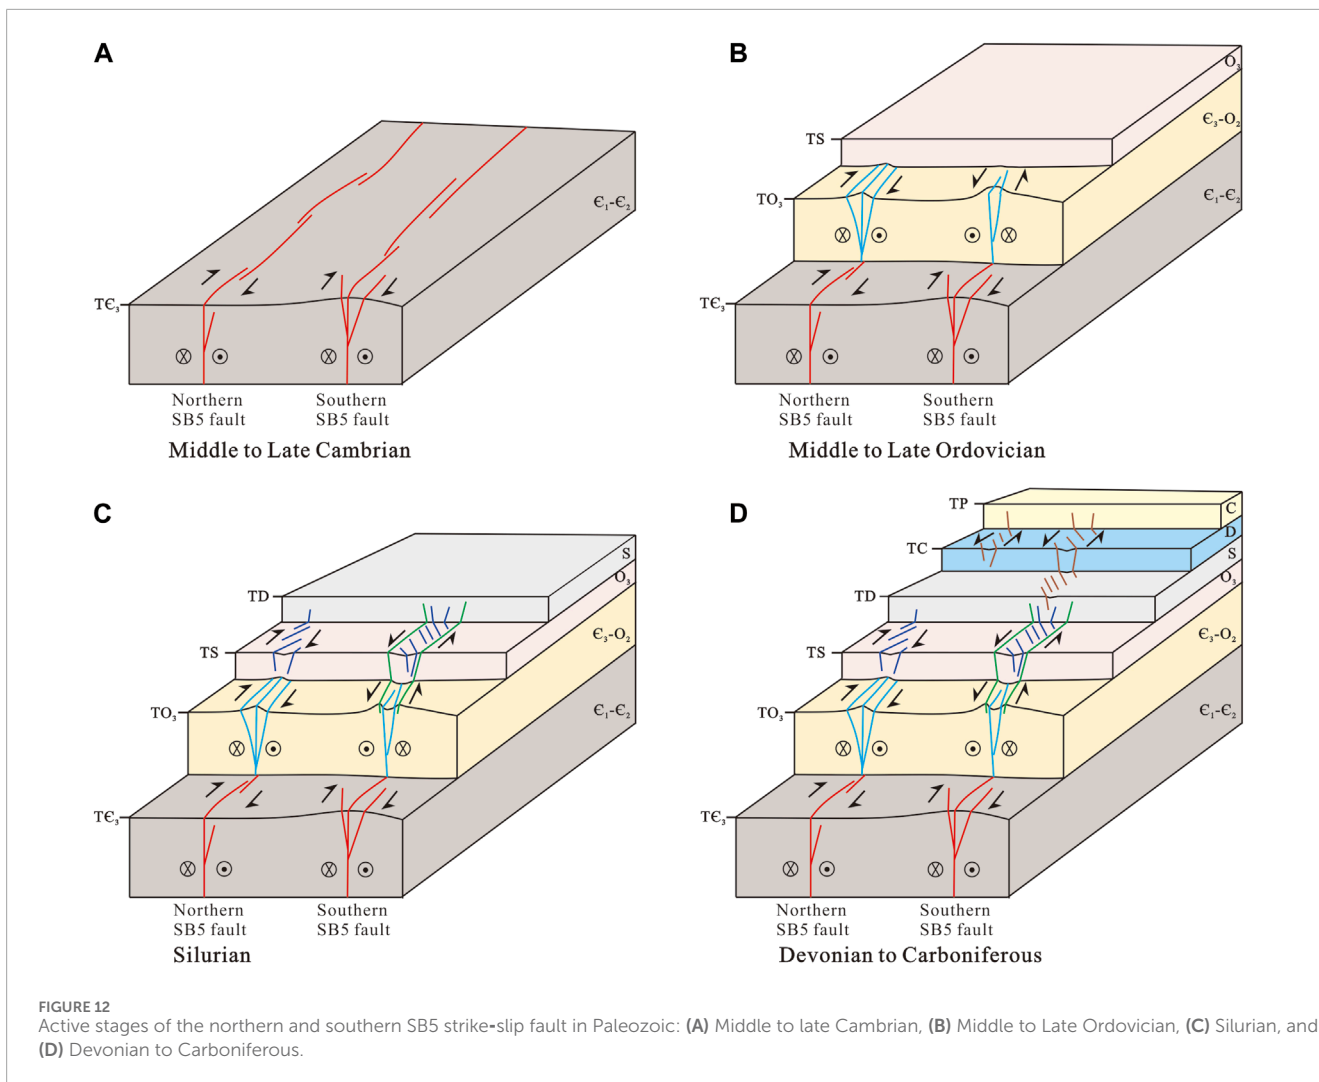 A
Є₁-Є₂
TЄ₃
Northern
SB5 fault
Southern
SB5 fault
Middle to Late Cambrian
B
O₃
Є₃-O₂
Є₁-Є₂
TS
TO₃
TЄ₃
Northern
SB5 fault
Southern
SB5 fault
Middle to Late Ordovician
C
S
O₃
Є₃-O₂
Є₁-Є₂
TD
TS
TO₃
TЄ₃
Northern
SB5 fault
Southern
SB5 fault
Silurian
D
C
D
S
O₃
Є₃-O₂
Є₁-Є₂
TP
TC
TD
TS
TO₃
TЄ₃
Northern
SB5 fault
Southern
SB5 fault
Devonian to Carboniferous
FIGURE 12
Active stages of the northern and southern SB5 strike-slip fault in Paleozoic: (A) Middle to late Cambrian, (B) Middle to Late Ordovician, (C) Silurian, and
(D) Devonian to Carboniferous.